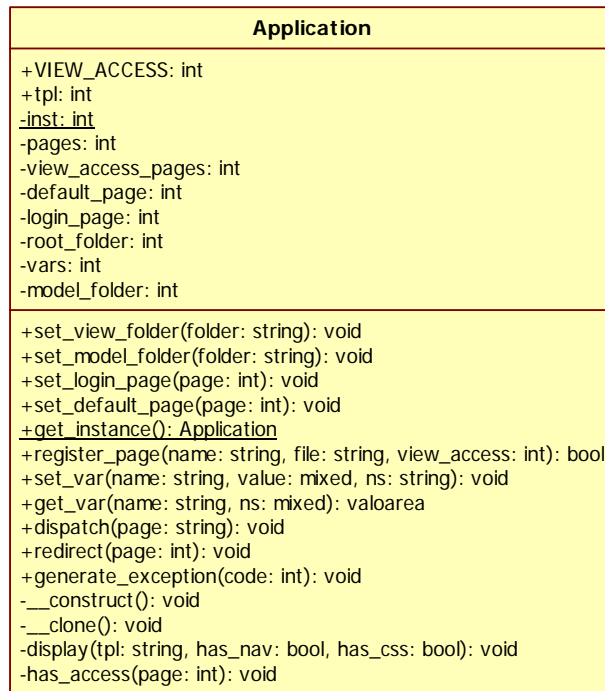 Application
+VIEW_ACCESS: int
+tpl: int
-inst: int
-pages: int
-view_access_pages: int
-default_page: int
-login_page: int
-root_folder: int
-vars: int
-model_folder: int
+set_view_folder(folder: string): void
+set_model_folder(folder: string): void
+set_login_page(page: int): void
+set_default_page(page: int): void
+get_instance(): Application
+register_page(name: string, file: string, view_access: int): bool
+set_var(name: string, value: mixed, ns: string): void
+get_var(name: string, ns: mixed): valoarea
+dispatch(page: string): void
+redirect(page: int): void
+generate_exception(code: int): void
-__construct(): void
-__clone(): void
-display(tpl: string, has_nav: bool, has_css: bool): void
-has_access(page: int): void